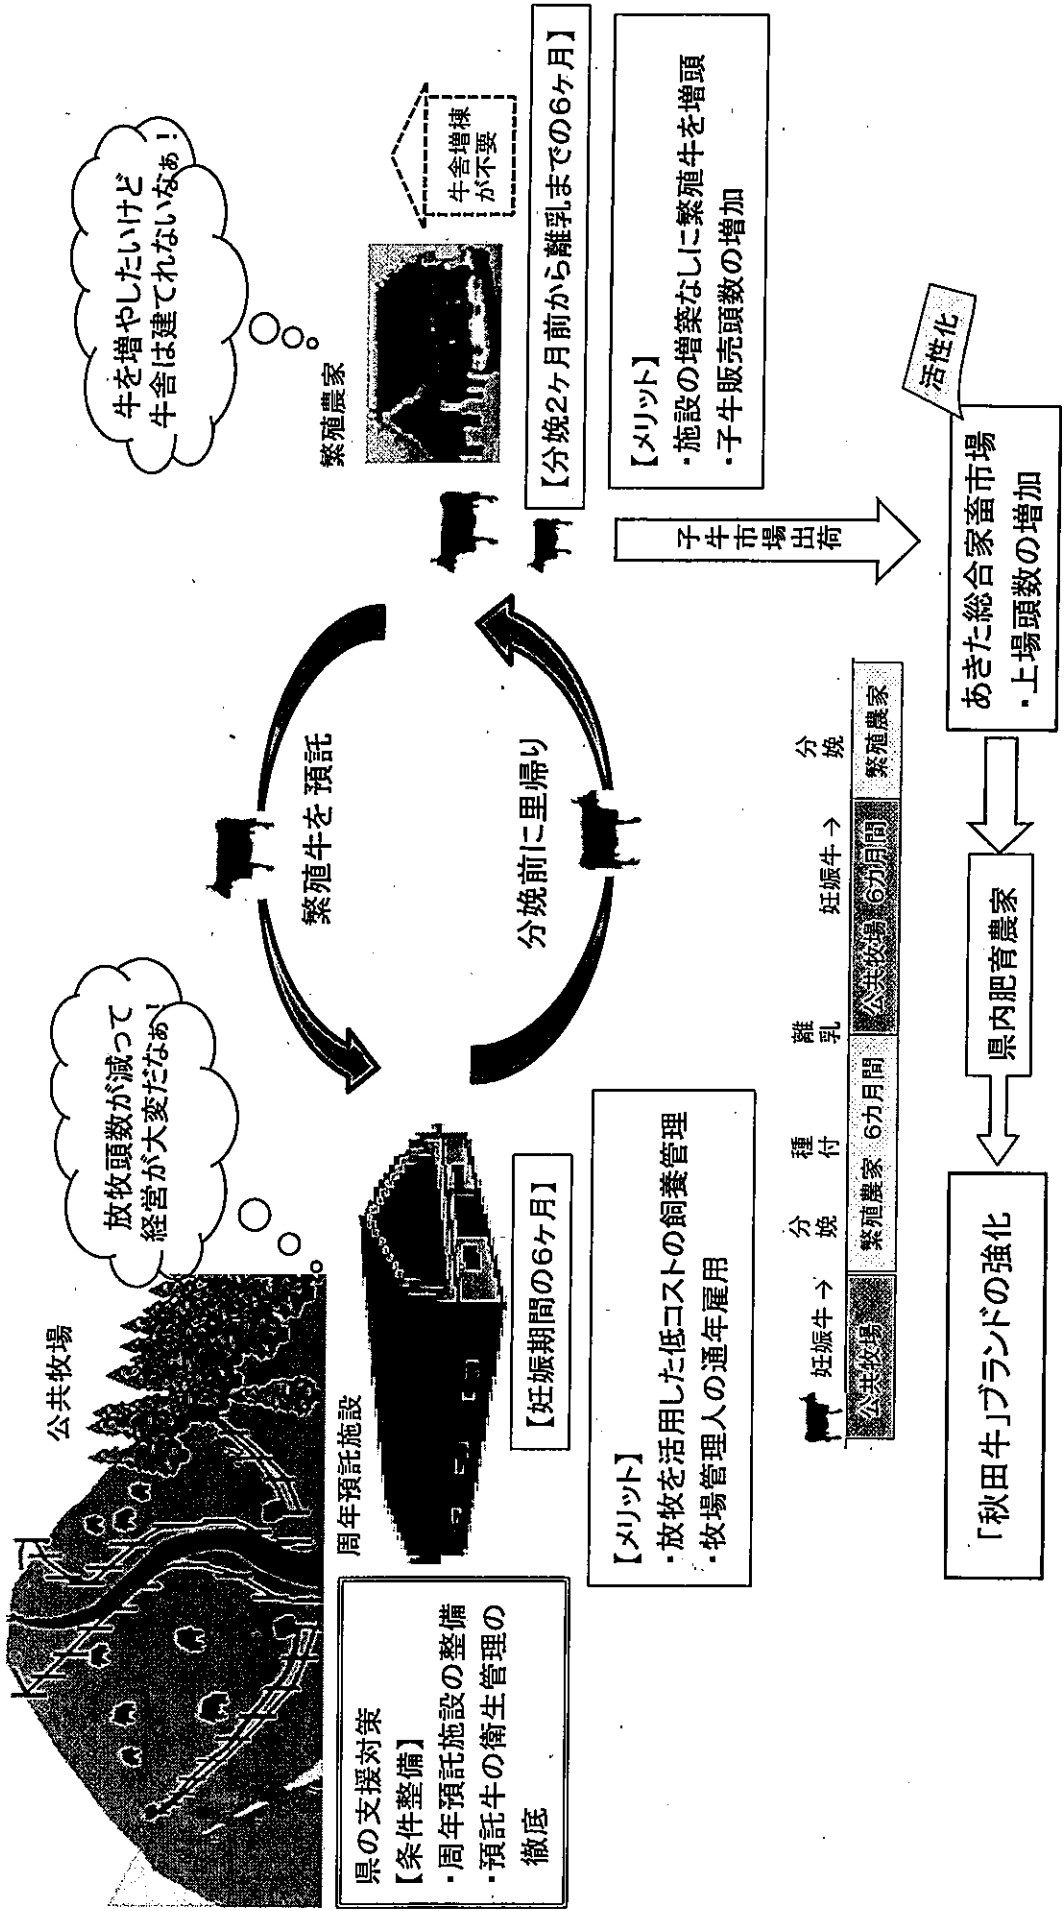 公共牧場
放牧頭数が減って
経営が大変だなぁ!
牛を増やしたいけど
牛舎は建てれないなぁ!
繁殖農家
牛舎増棟
が不要
【分娩2ヶ月前から離乳までの6ヶ月】
【メリット】
・施設の増築なしに繁殖牛を増頭
・子牛販売頭数の増加
繁殖牛を預託
分娩前に里帰り
周年預託施設
【妊娠期間の6ヶ月】
県の支援対策
【条件整備】
・周年預託施設の整備
・預託牛の衛生管理の
徹底
【メリット】
・放牧を活用した低コストの飼養管理
・牧場管理人の通年雇用
子牛市場出荷
妊娠牛→
分娩
種付
離乳
妊娠牛→
分娩
公共牧場
繁殖農家 6カ月間
公共牧場 6カ月間
繁殖農家
活性化
あきた総合家畜市場
・上場頭数の増加
県内肥育農家
「秋田牛」ブランドの強化